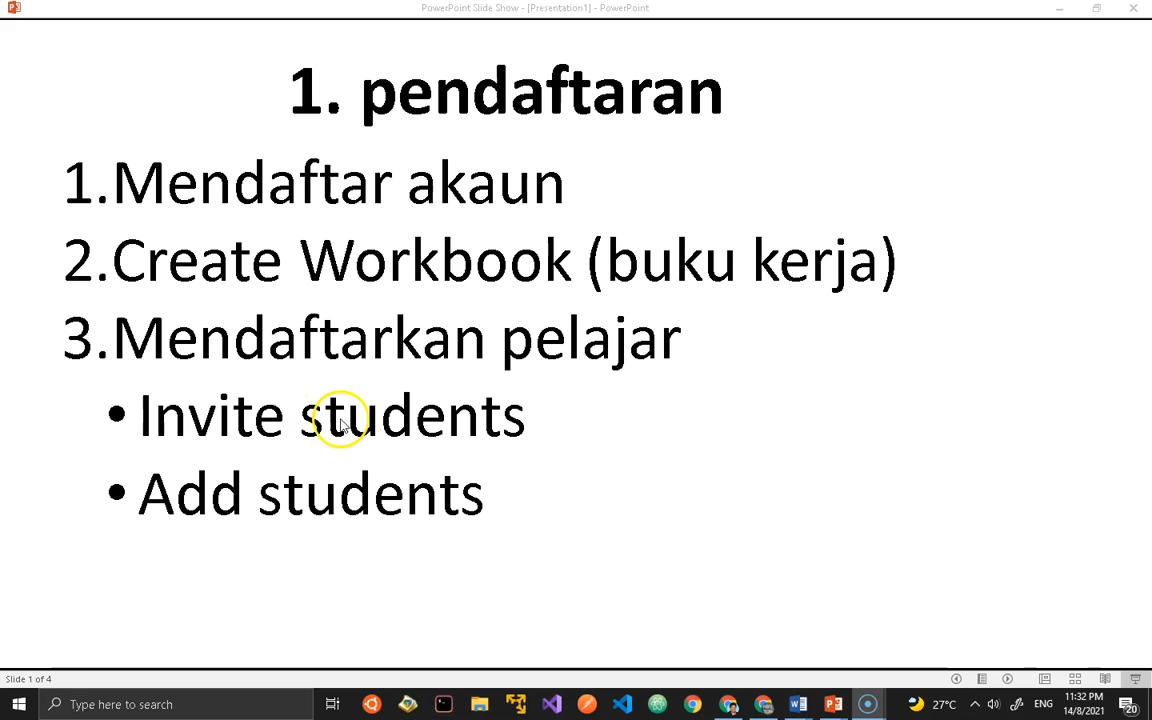 PowerPoint Slide Show - [Presentation1] - PowerPoint
1. pendaftaran
1.Mendaftar akaun
2.Create Workbook (buku kerja)
3.Mendaftarkan pelajar
• Invite students
• Add students
Slide 1 of 4
Type here to search
27°C
ENG
11:32 PM
14/8/2021
20